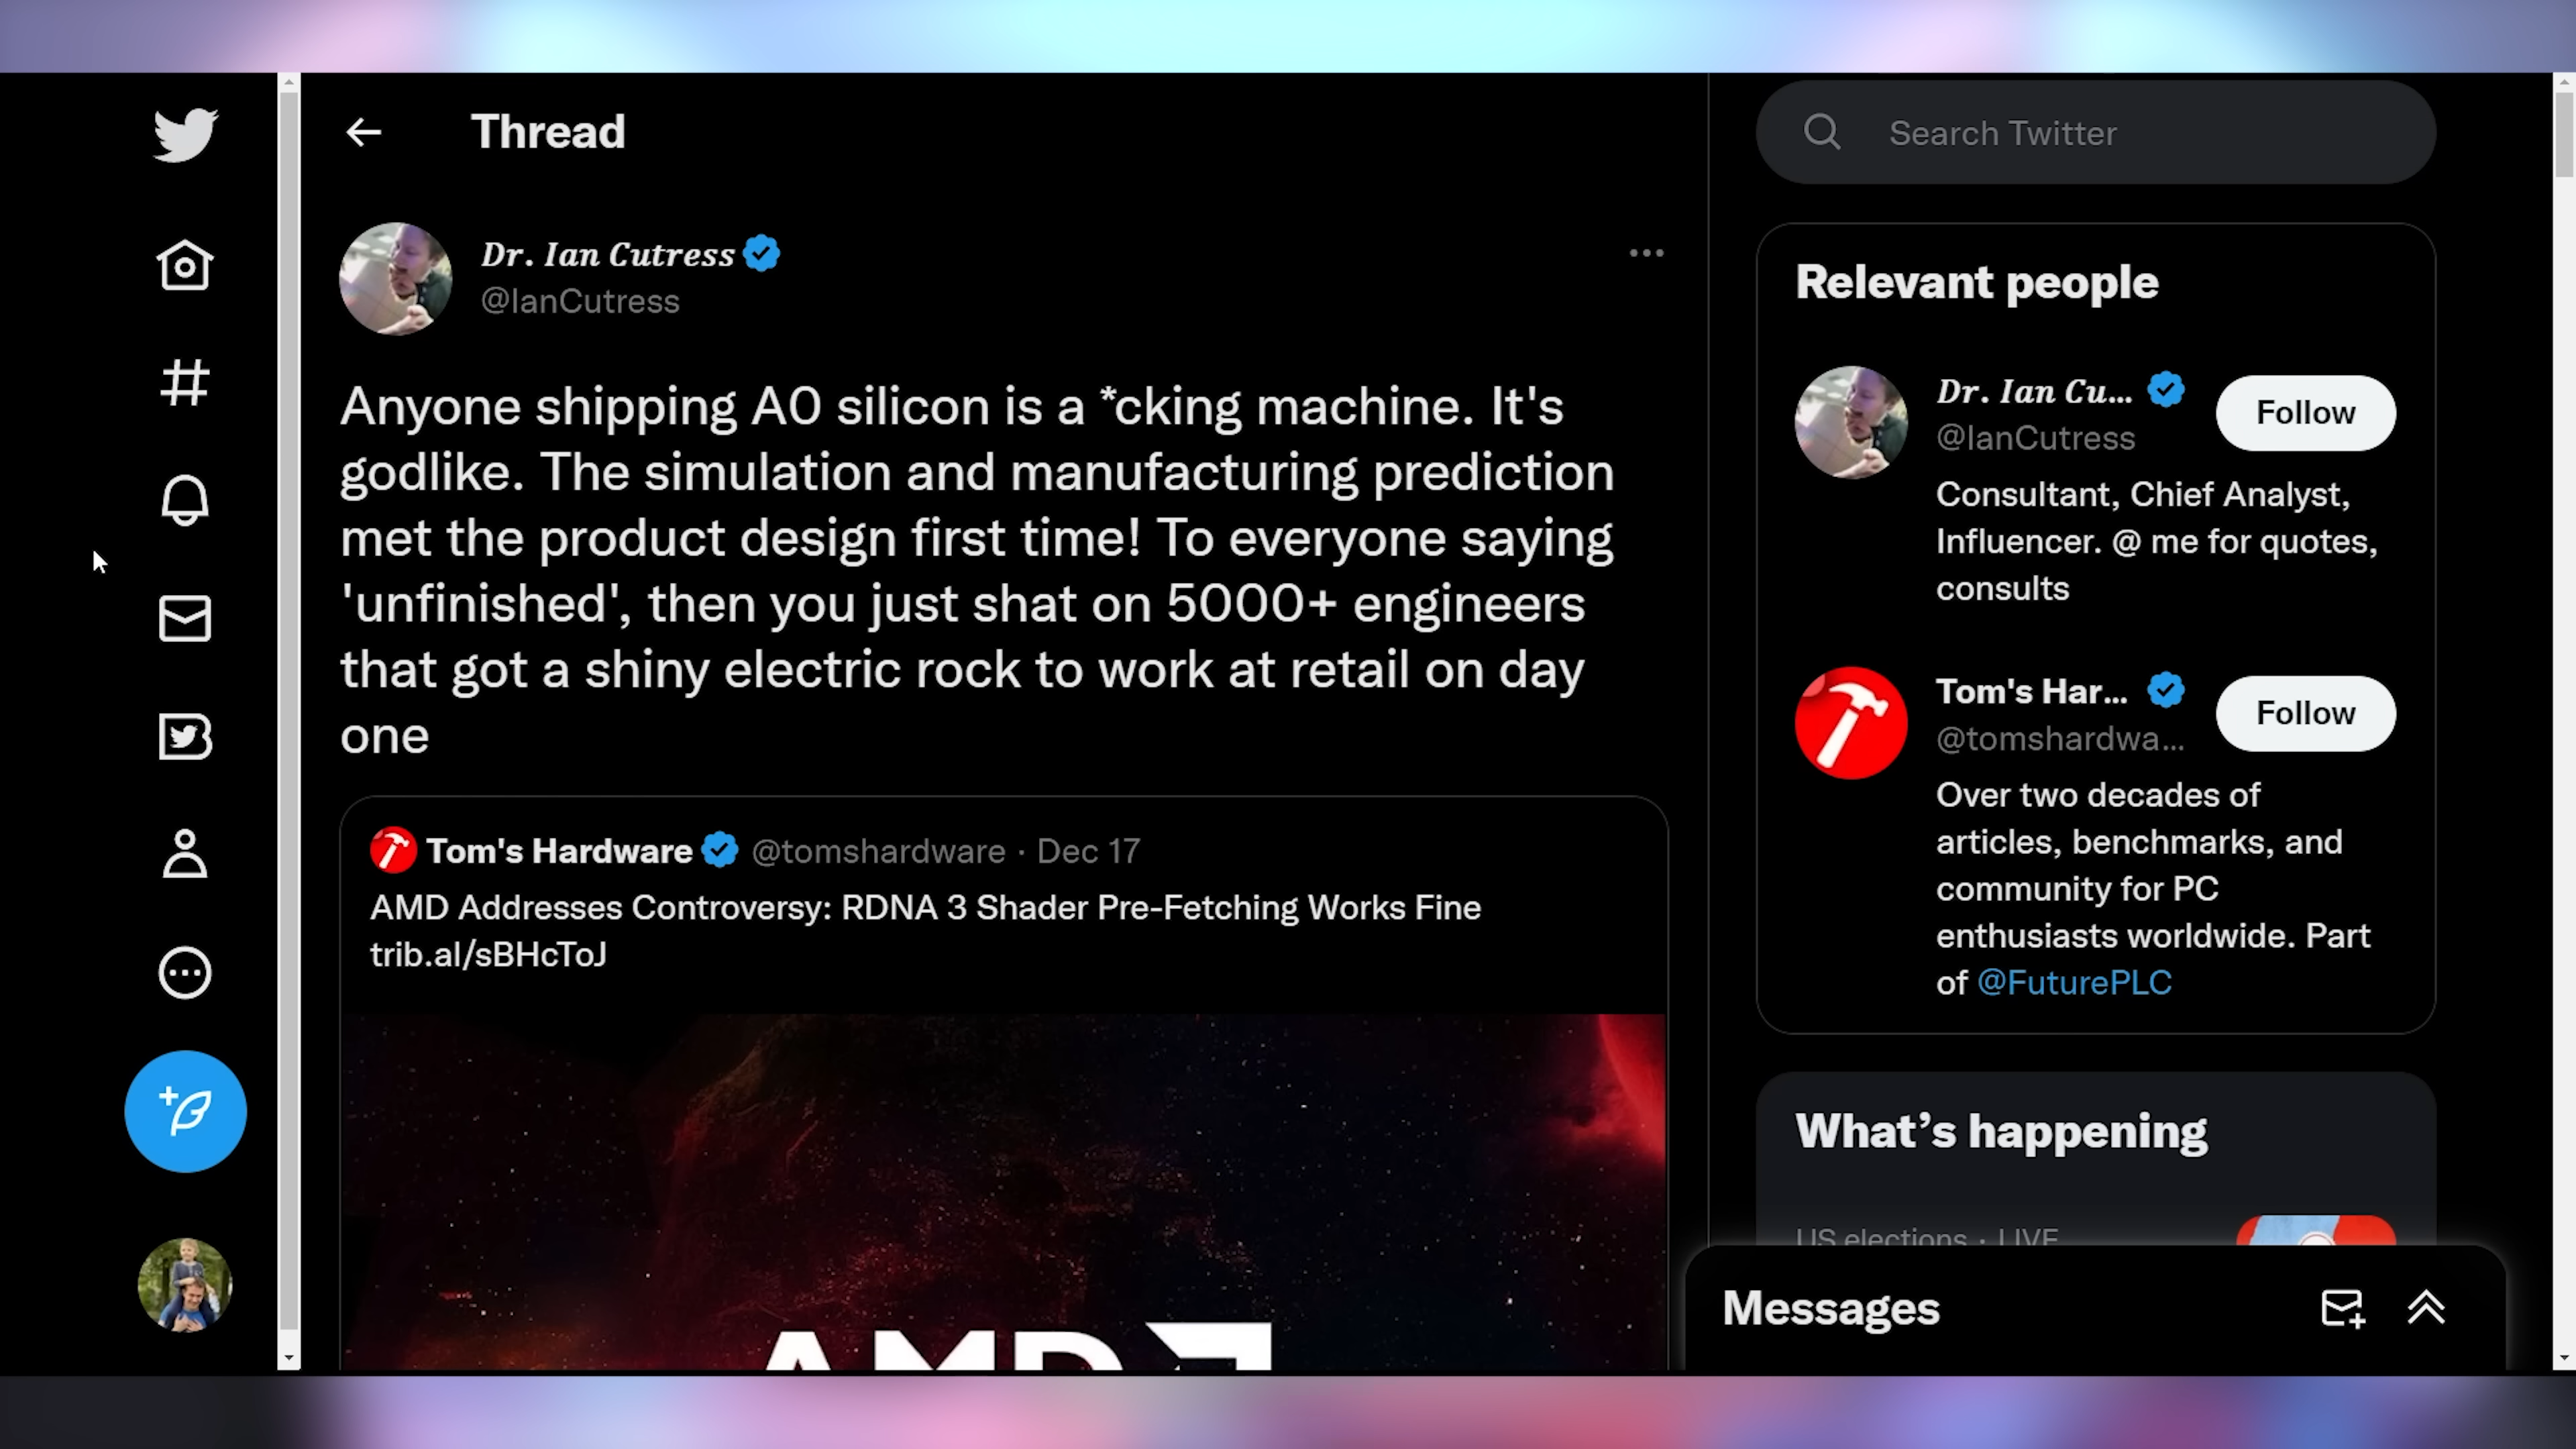 Thread
Dr. Ian Cutress
@IanCutress
Anyone shipping A0 silicon is a *cking machine. It's
godlike. The simulation and manufacturing prediction
met the product design first time! To everyone saying
'unfinished', then you just shat on 5000+ engineers
that got a shiny electric rock to work at retail on day
one
Tom's Hardware @tomshardware · Dec 17
AMD Addresses Controversy: RDNA 3 Shader Pre-Fetching Works Fine
trib.al/sBHcToJ
AMD
Search Twitter
Relevant people
Dr. Ian Cu...
@IanCutress
Follow
Consultant, Chief Analyst,
Influencer. @ me for quotes,
consults
Tom's Har...
@tomshardwa...
Follow
Over two decades of
articles, benchmarks, and
community for PC
enthusiasts worldwide. Part
of @FuturePLC
What's happening
US elections · LIVE
Messages